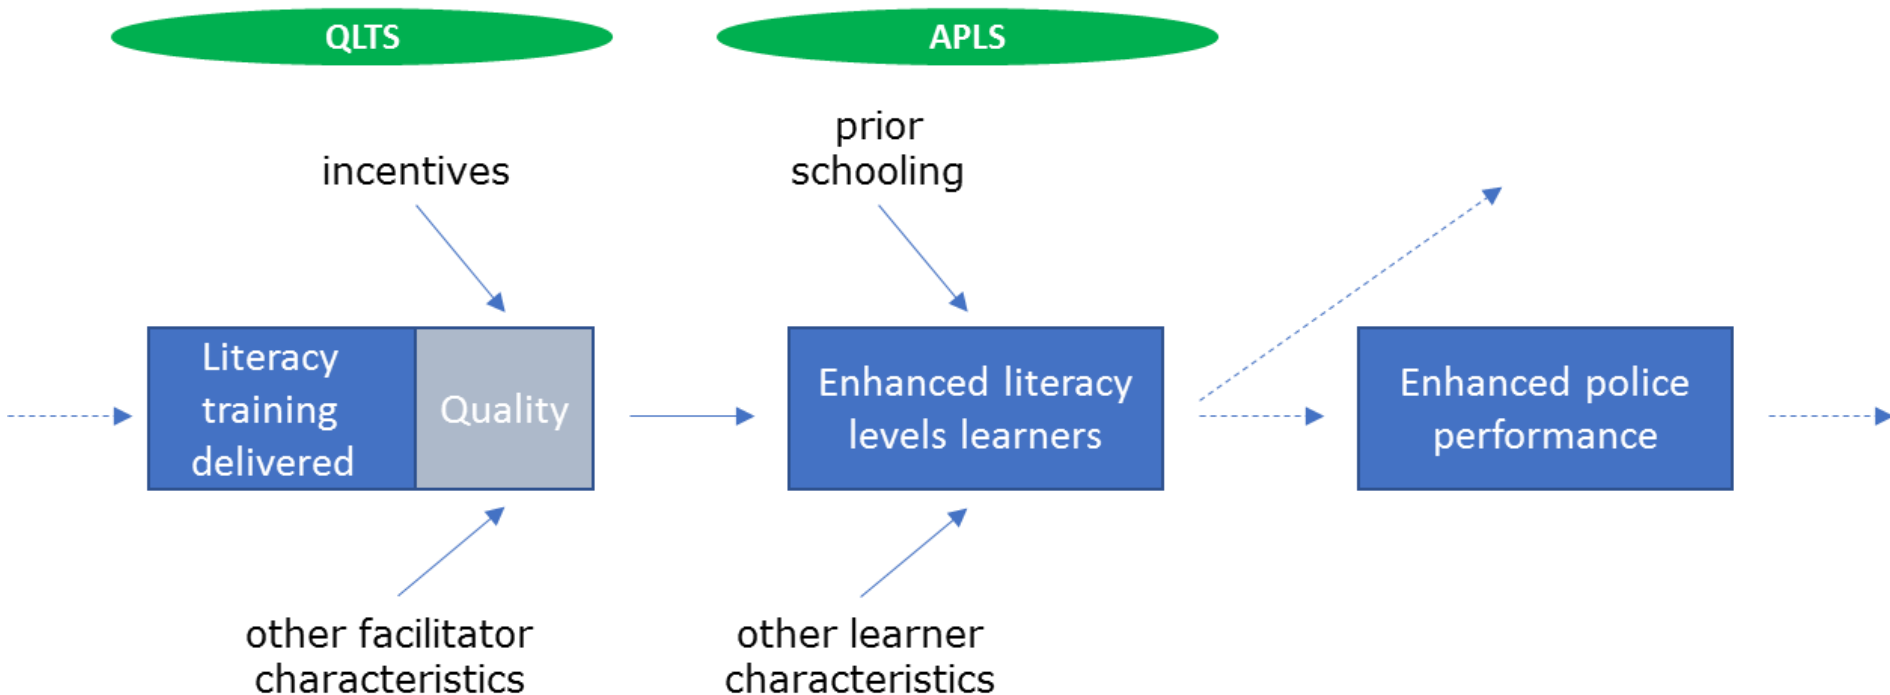 QLTS
APLS
incentives
prior
schooling
Literacy
training
delivered
Quality
Enhanced literacy
levels learners
Enhanced police
performance
other facilitator
characteristics
other learner
characteristics